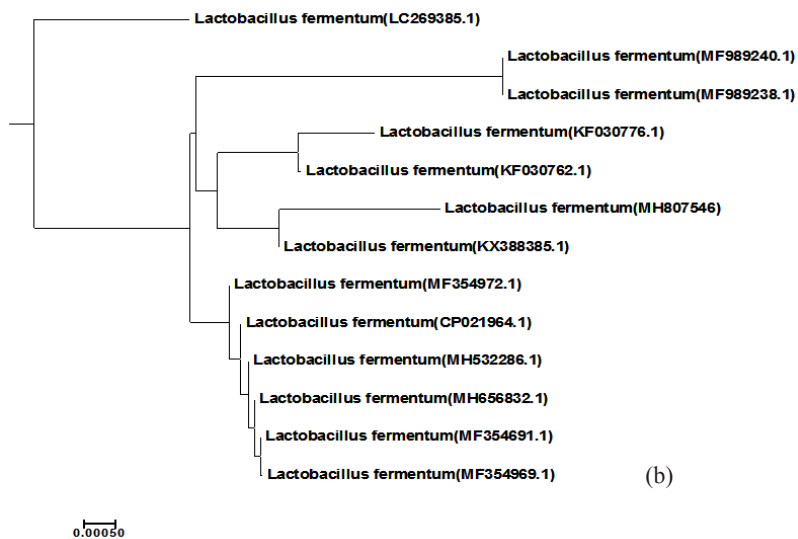 Lactobacillus fermentum(LC269385.1)
Lactobacillus fermentum(MF989240.1)
Lactobacillus fermentum(MF989238.1)
Lactobacillus fermentum(KF030776.1)
Lactobacillus fermentum(KF030762.1)
Lactobacillus fermentum(MH807546)
Lactobacillus fermentum(KX388385.1)
Lactobacillus fermentum(MF354972.1)
Lactobacillus fermentum(CP021964.1)
Lactobacillus fermentum(MH532286.1)
Lactobacillus fermentum(MH656832.1)
Lactobacillus fermentum(MF354691.1)
Lactobacillus fermentum(MF354969.1)
(b)
0.00050